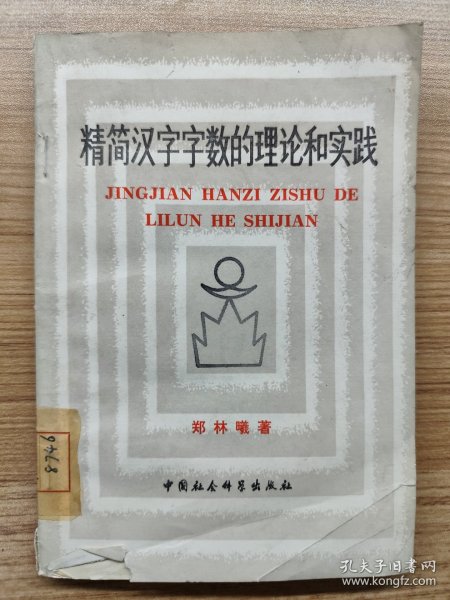 精简汉字字数的理论和实践
JINGJIAN HANZI ZISHU DE
LILUN HE SHIJIAN
郑林曦著
中国社会科学出版社
8746
孔夫子旧书网
www.kongfz.com